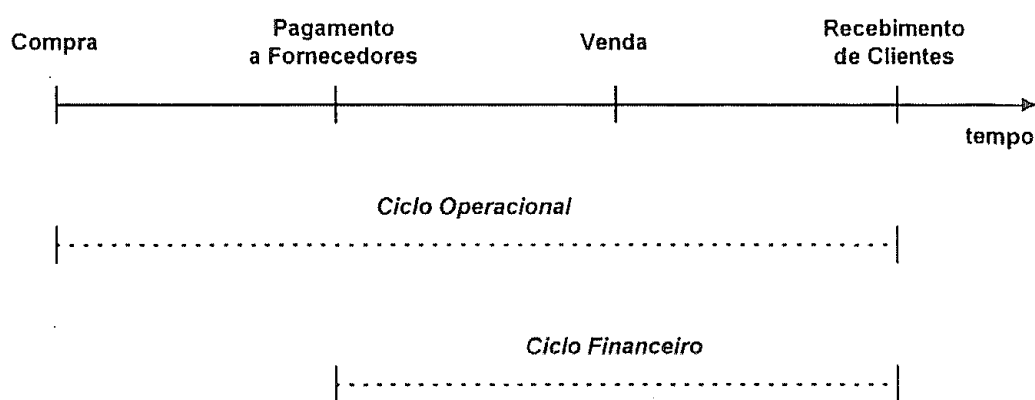 Compra
Pagamento
a Fornecedores
Venda
Recebimento
de Clientes
tempo
Ciclo Operacional
Ciclo Financeiro